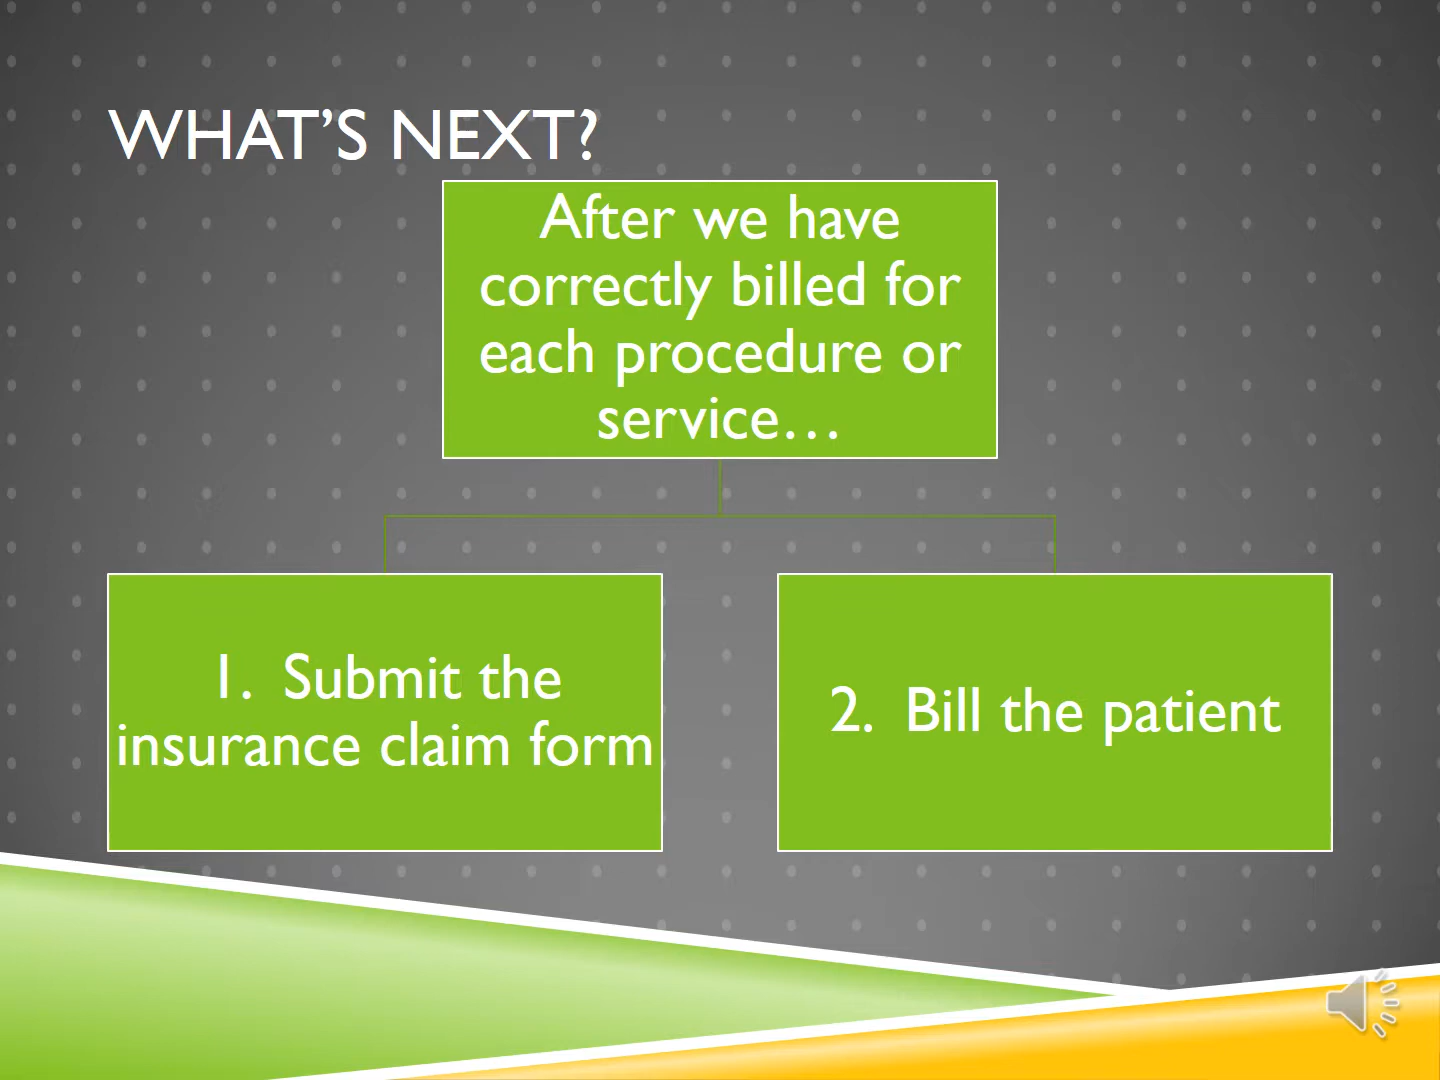 WHAT’S NEXT?
After we have
correctly billed for
each procedure or
service…
1. Submit the
insurance claim form
2. Bill the patient